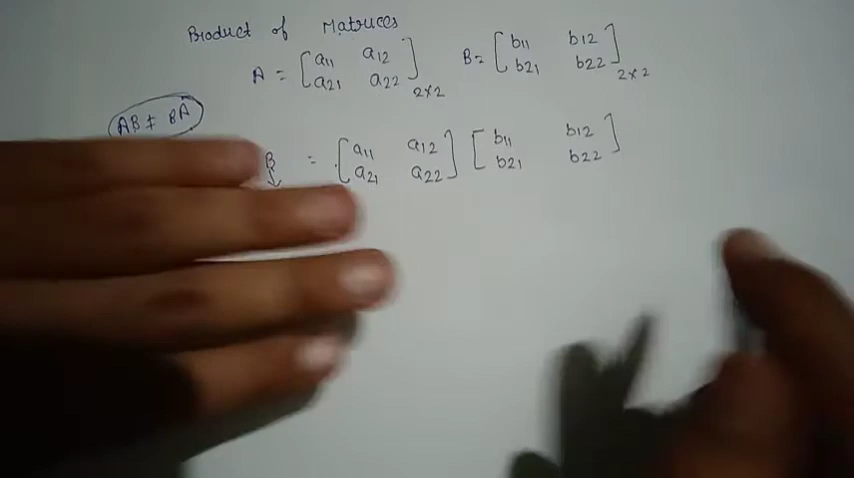 Product of Matrices
A = [a11 a12 a21 a22] 2×2 B= [b11 b12 b21 b22] 2×2
AB ≠ BA
B = [a11 a12 a21 a22] [b11 b12 b21 b22]